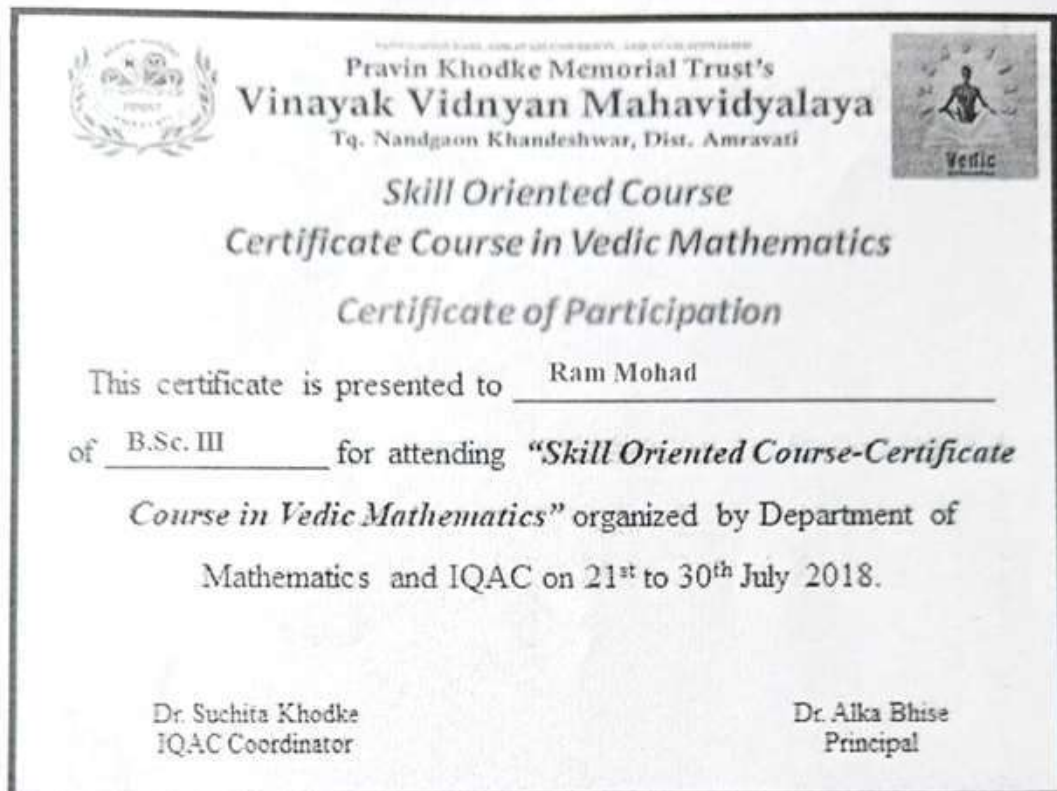 Pravin Khodke Memorial Trust's
Vinayak Vidnyan Mahavidyalaya
Tq. Nandgaon Khandeshwar, Dist. Amravati
Vedic
Skill Oriented Course
Certificate Course in Vedic Mathematics
Certificate of Participation
This certificate is presented to Ram Mohad
of B.Sc. III for attending "Skill Oriented Course-Certificate
Course in Vedic Mathematics" organized by Department of
Mathematics and IQAC on 21st to 30th July 2018.
Dr. Suchita Khodke
IQAC Coordinator
Dr. Alka Bhise
Principal